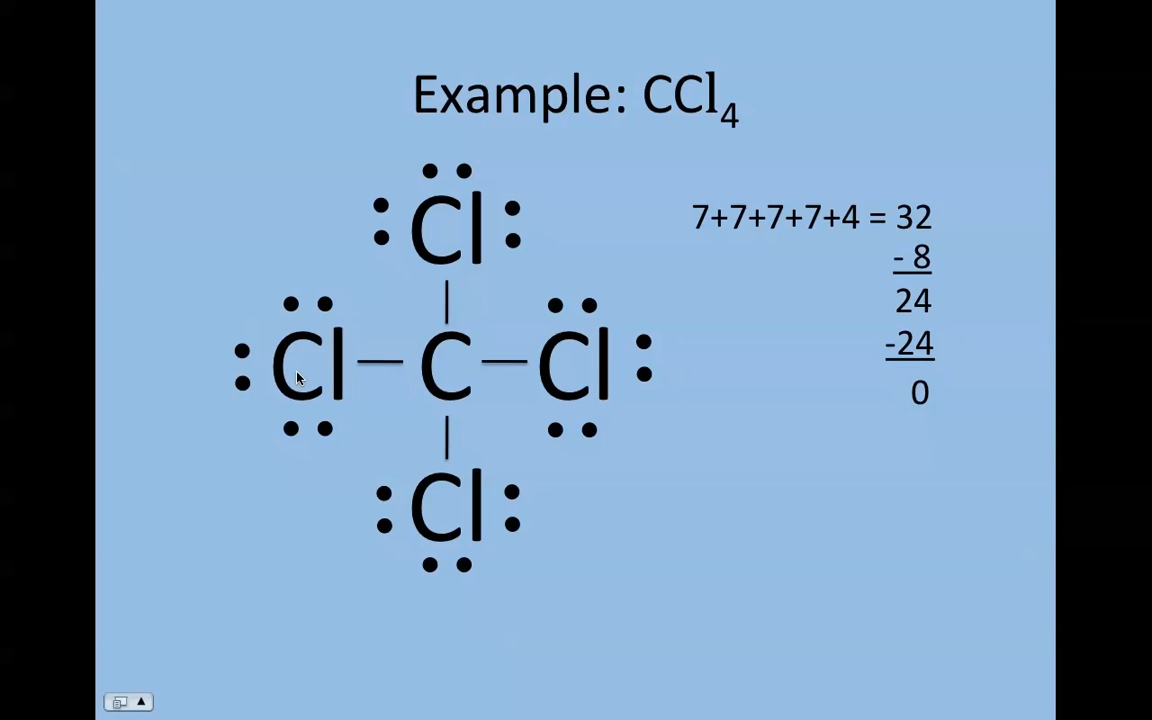 Example: CCl4
7+7+7+7+4 = 32
- 8
24
-24
0
Cl
Cl — C — Cl
Cl